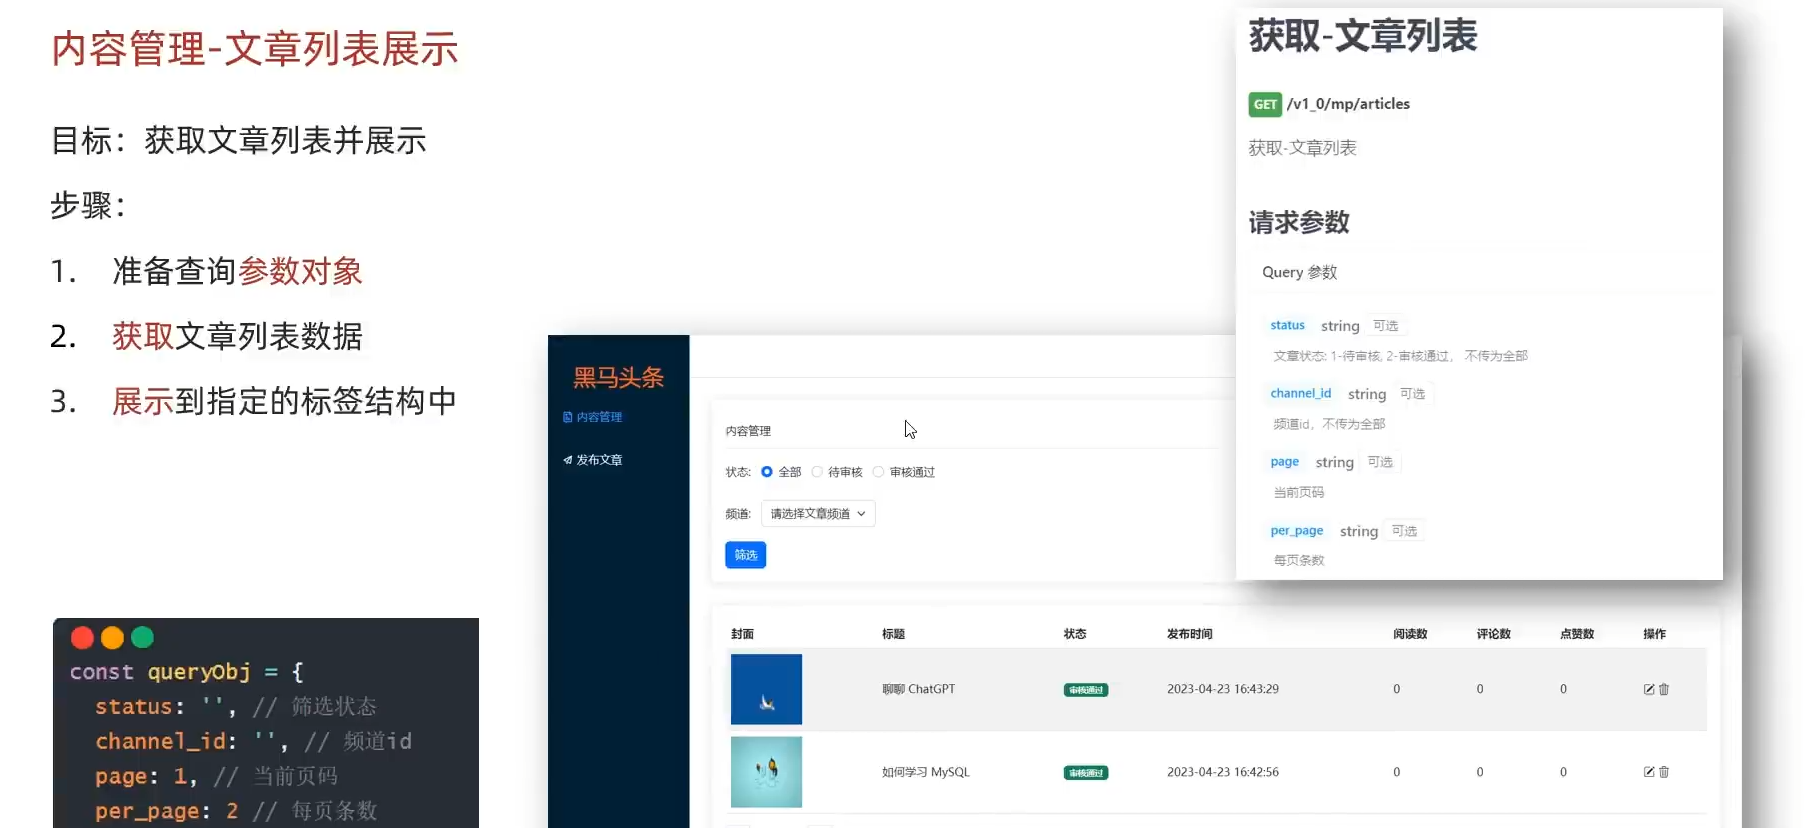 内容管理-文章列表展示
目标：获取文章列表并展示
步骤：
1. 准备查询参数对象
2. 获取文章列表数据
3. 展示到指定的标签结构中
const queryObj = {
status: '', // 筛选状态
channel_id: '', // 频道id
page: 1, // 当前页码
per_page: 2 // 每页条数
黑马头条
内容管理
发布文章
内容管理
状态: 全部 待审核 审核通过
频道: 请选择文章频道
筛选
封面 标题 状态 发布时间 阅读数 评论数 点赞数 操作
聊聊 ChatGPT 审核通过 2023-04-23 16:43:29 0 0 0
如何学习 MySQL 审核通过 2023-04-23 16:42:56 0 0 0
获取-文章列表
GET /v1_0/mp/articles
获取-文章列表
请求参数
Query 参数
status string 可选
文章状态: 1-待审核, 2-审核通过， 不传为全部
channel_id string 可选
频道id，不传为全部
page string 可选
当前页码
per_page string 可选
每页条数